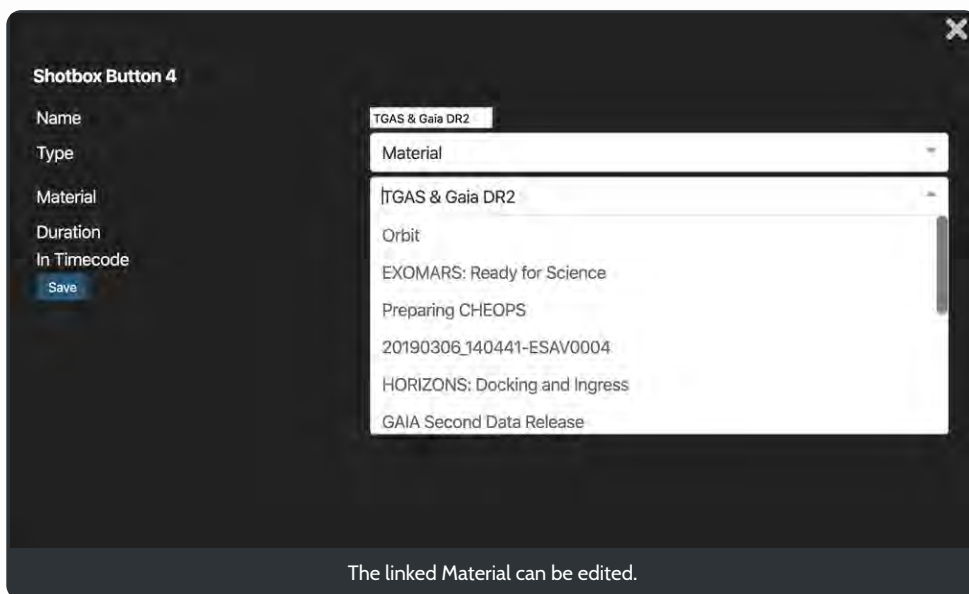 Shotbox Button 4
Name TGAS & Gaia DR2
Type Material
Material TGAS & Gaia DR2
Duration Orbit
In Timecode
EXOMARS: Ready for Science
Save
Preparing CHEOPS
20190306_140441-ESAV0004
HORIZONS: Docking and Ingress
GAIA Second Data Release
The linked Material can be edited.